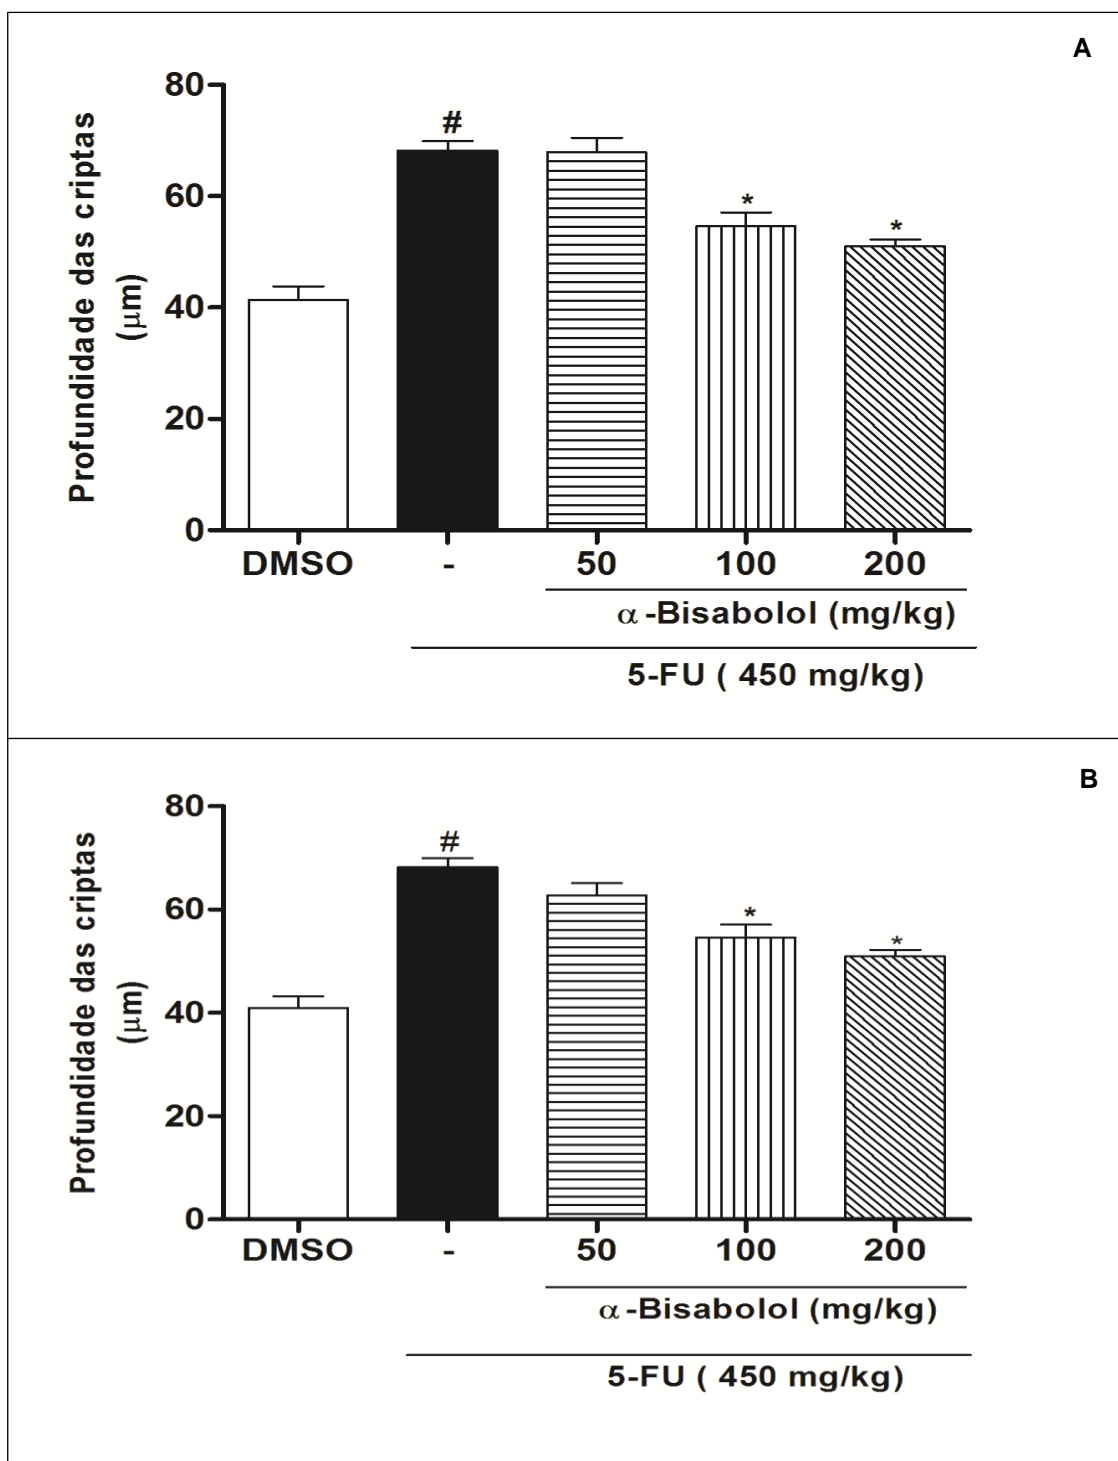 A
Profundidade das criptas
(μm)
80
60
40
20
0
#
*
*
DMSO - 50 100 200
α-Bisabolol (mg/kg)
5-FU ( 450 mg/kg)
B
Profundidade das criptas
(μm)
80
60
40
20
0
#
*
*
DMSO - 50 100 200
α-Bisabolol (mg/kg)
5-FU ( 450 mg/kg)